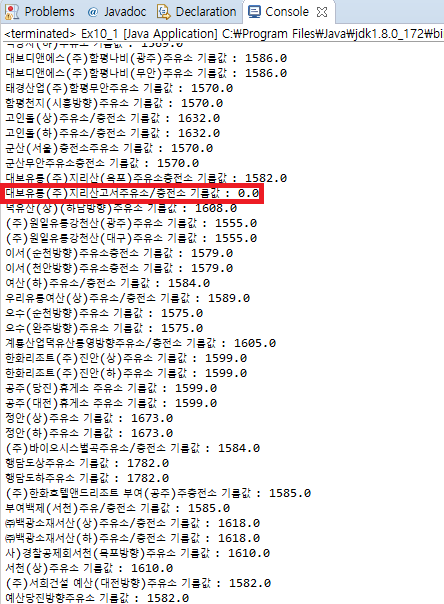 Problems @ Javadoc Declaration Console
<terminated> Ex10_1 [Java Application] C:\Program Files\Java\jdk1.8.0_172\bi
대보디앤에스(주)함평나비(광주)주유소 기름값 : 1586.0
대보디앤에스(주)함평나비(무안)주유소 기름값 : 1586.0
태경산업(주)함평무안주유소 기름값 : 1570.0
함평천지(시흥방향)주유소 기름값 : 1570.0
고인돌(상)주유소/충전소 기름값 : 1632.0
고인돌(하)주유소/충전소 기름값 : 1632.0
군산(서울)충전소주유소 기름값 : 1570.0
군산무안주유소충전소 기름값 : 1570.0
대보유통(주)지리산(목포)주유소충전소 기름값 : 1582.0
대보유통(주)지리산고서주유소/충전소 기름값 : 0.0
덕유산(상)(하남방향)주유소 기름값 : 1608.0
(주)원일유통강천산(광주)주유소 기름값 : 1555.0
(주)원일유통강천산(대구)주유소 기름값 : 1555.0
이서(순천방향)주유소충전소 기름값 : 1579.0
이서(천안방향)주유소충전소 기름값 : 1579.0
여산(하)주유소/충전소 기름값 : 1584.0
우리유통여산(상)주유소/충전소 기름값 : 1589.0
오수(순천방향)주유소 기름값 : 1575.0
오수(완주방향)주유소 기름값 : 1575.0
계룡산업덕유산통영방향주유소/충전소 기름값 : 1605.0
한화리조트(주)진안(상)주유소 기름값 : 1599.0
한화리조트(주)진안(하)주유소 기름값 : 1599.0
공주(당진)휴게소 주유소 기름값 : 1599.0
공주(대전)휴게소 주유소 기름값 : 1599.0
정안(상)주유소 기름값 : 1673.0
정안(하)주유소 기름값 : 1673.0
(주)바이오시스벌곡주유소/충전소 기름값 : 1584.0
행담도상주유소 기름값 : 1782.0
행담도하주유소 기름값 : 1782.0
(주)한화호텔앤드리조트 부여(공주)주충전소 기름값 : 1585.0
부여백제(서천)주유/충전소 기름값 : 1585.0
㈜백광소재서산(상)주유소/충전소 기름값 : 1618.0
㈜백광소재서산(하)주유소/충전소 기름값 : 1618.0
사)경찰공제회서천(목포방향)주유소 기름값 : 1610.0
서천(상)주유소 기름값 : 1610.0
(주)서희건설 예산(대전방향)주유소 기름값 : 1582.0
예산당진방향주유소 기름값 : 1582.0